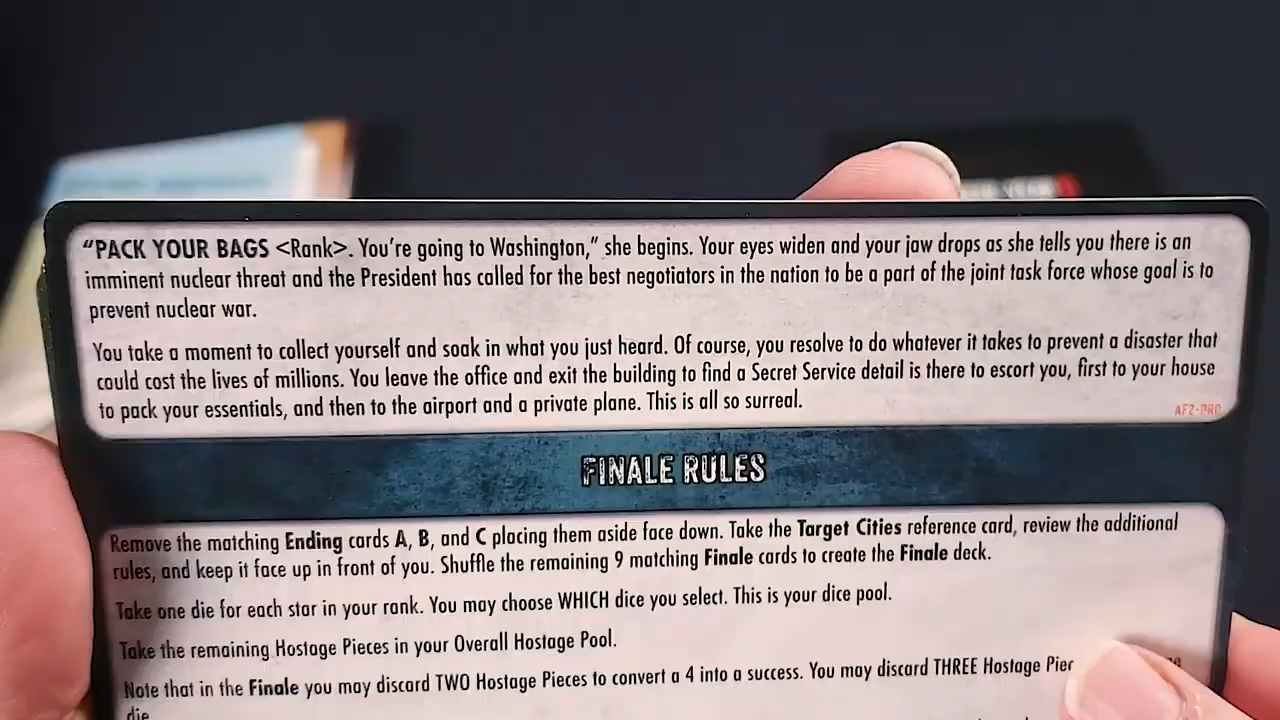 "PACK YOUR BAGS <Rank>. You're going to Washington," she begins. Your eyes widen and your jaw drops as she tells you there is an
imminent nuclear threat and the President has called for the best negotiators in the nation to be a part of the joint task force whose goal is to
prevent nuclear war.
You take a moment to collect yourself and soak in what you just heard. Of course, you resolve to do whatever it takes to prevent a disaster that
could cost the lives of millions. You leave the office and exit the building to find a Secret Service detail is there to escort you, first to your house
to pack your essentials, and then to the airport and a private plane. This is all so surreal.
AF2-PRO
FINALE RULES
Remove the matching Ending cards A, B, and C placing them aside face down. Take the Target Cities reference card, review the additional
rules, and keep it face up in front of you. Shuffle the remaining 9 matching Finale cards to create the Finale deck.
Take one die for each star in your rank. You may choose WHICH dice you select. This is your dice pool.
Take the remaining Hostage Pieces in your Overall Hostage Pool.
Note that in the Finale you may discard TWO Hostage Pieces to convert a 4 into a success. You may discard THREE Hostage
die